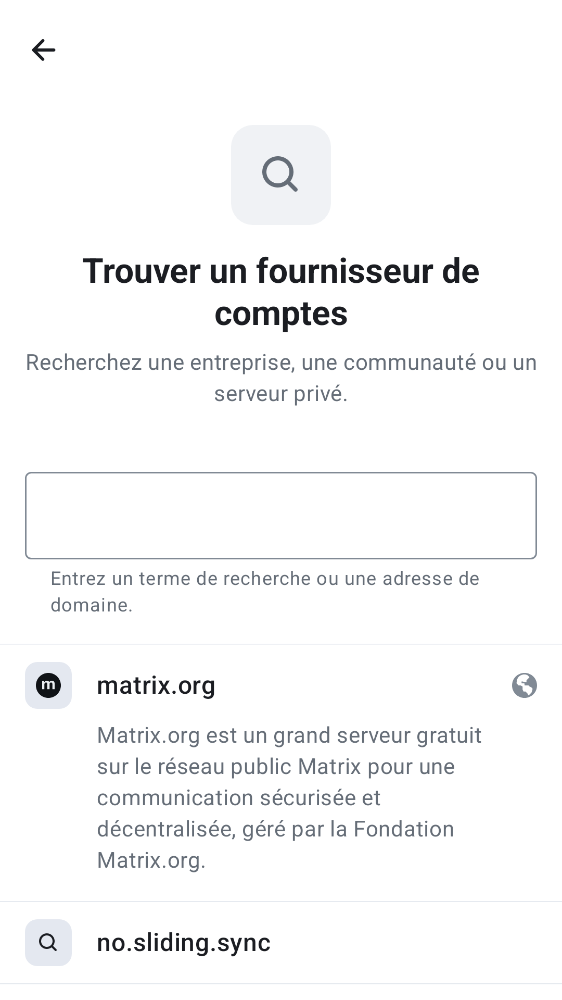 Trouver un fournisseur de
comptes
Recherchez une entreprise, une communauté ou un
serveur privé.
Entrez un terme de recherche ou une adresse de
domaine.
m
matrix.org
Matrix.org est un grand serveur gratuit
sur le réseau public Matrix pour une
communication sécurisée et
décentralisée, géré par la Fondation
Matrix.org.
no.sliding.sync